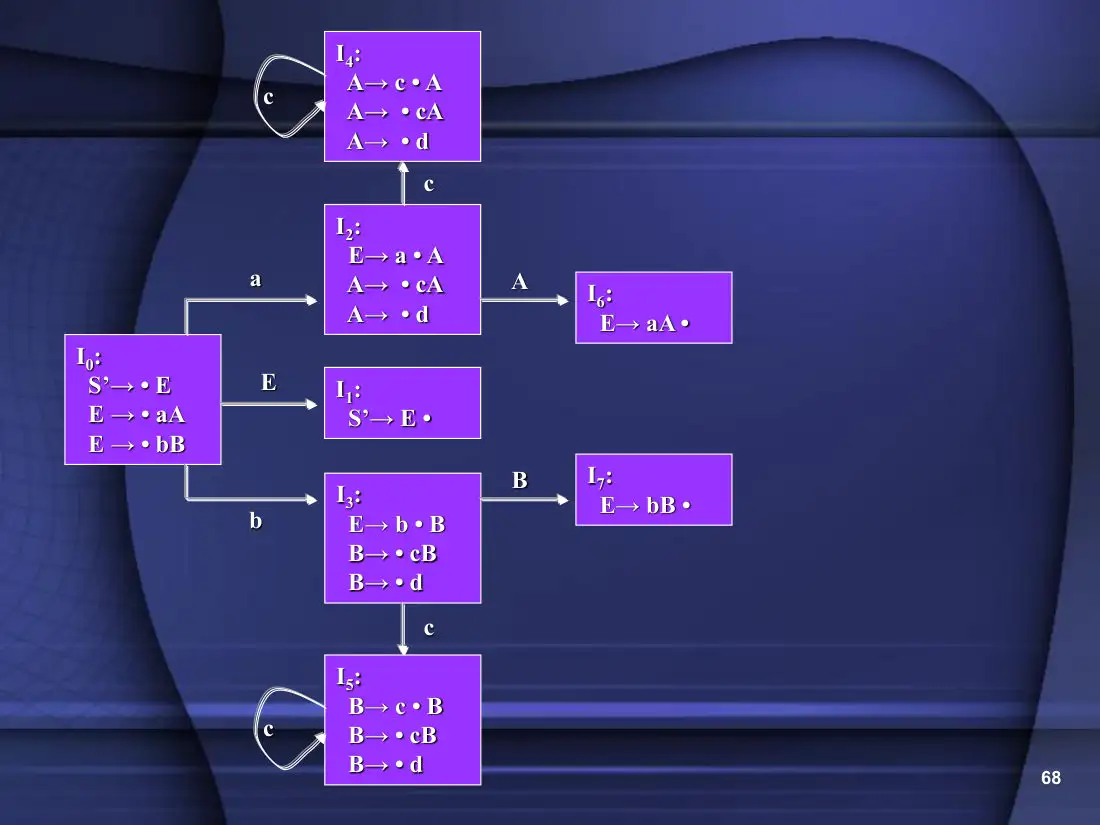 I4:
A→ c • A
A→ • cA
A→ • d
c
c
I2:
E→ a • A
A→ • cA
A→ • d
a
A
I6:
E→ aA •
I0:
S’→ • E
E → • aA
E → • bB
E
I1:
S’→ E •
b
I3:
E→ b • B
B→ • cB
B→ • d
B
I7:
E→ bB •
c
I5:
B→ c • B
B→ • cB
B→ • d
c
68